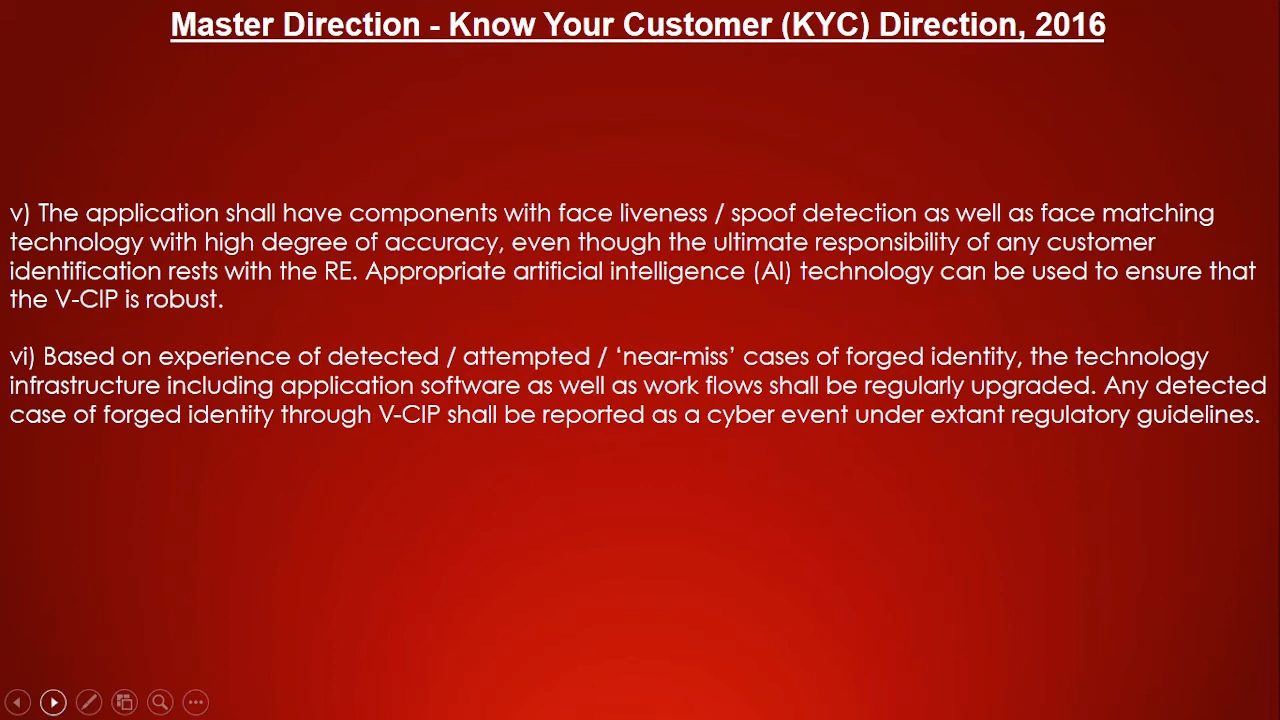 Master Direction - Know Your Customer (KYC) Direction, 2016
v) The application shall have components with face liveness / spoof detection as well as face matching
technology with high degree of accuracy, even though the ultimate responsibility of any customer
identification rests with the RE. Appropriate artificial intelligence (AI) technology can be used to ensure that
the V-CIP is robust.
vi) Based on experience of detected / attempted / ‘near-miss’ cases of forged identity, the technology
infrastructure including application software as well as work flows shall be regularly upgraded. Any detected
case of forged identity through V-CIP shall be reported as a cyber event under extant regulatory guidelines.